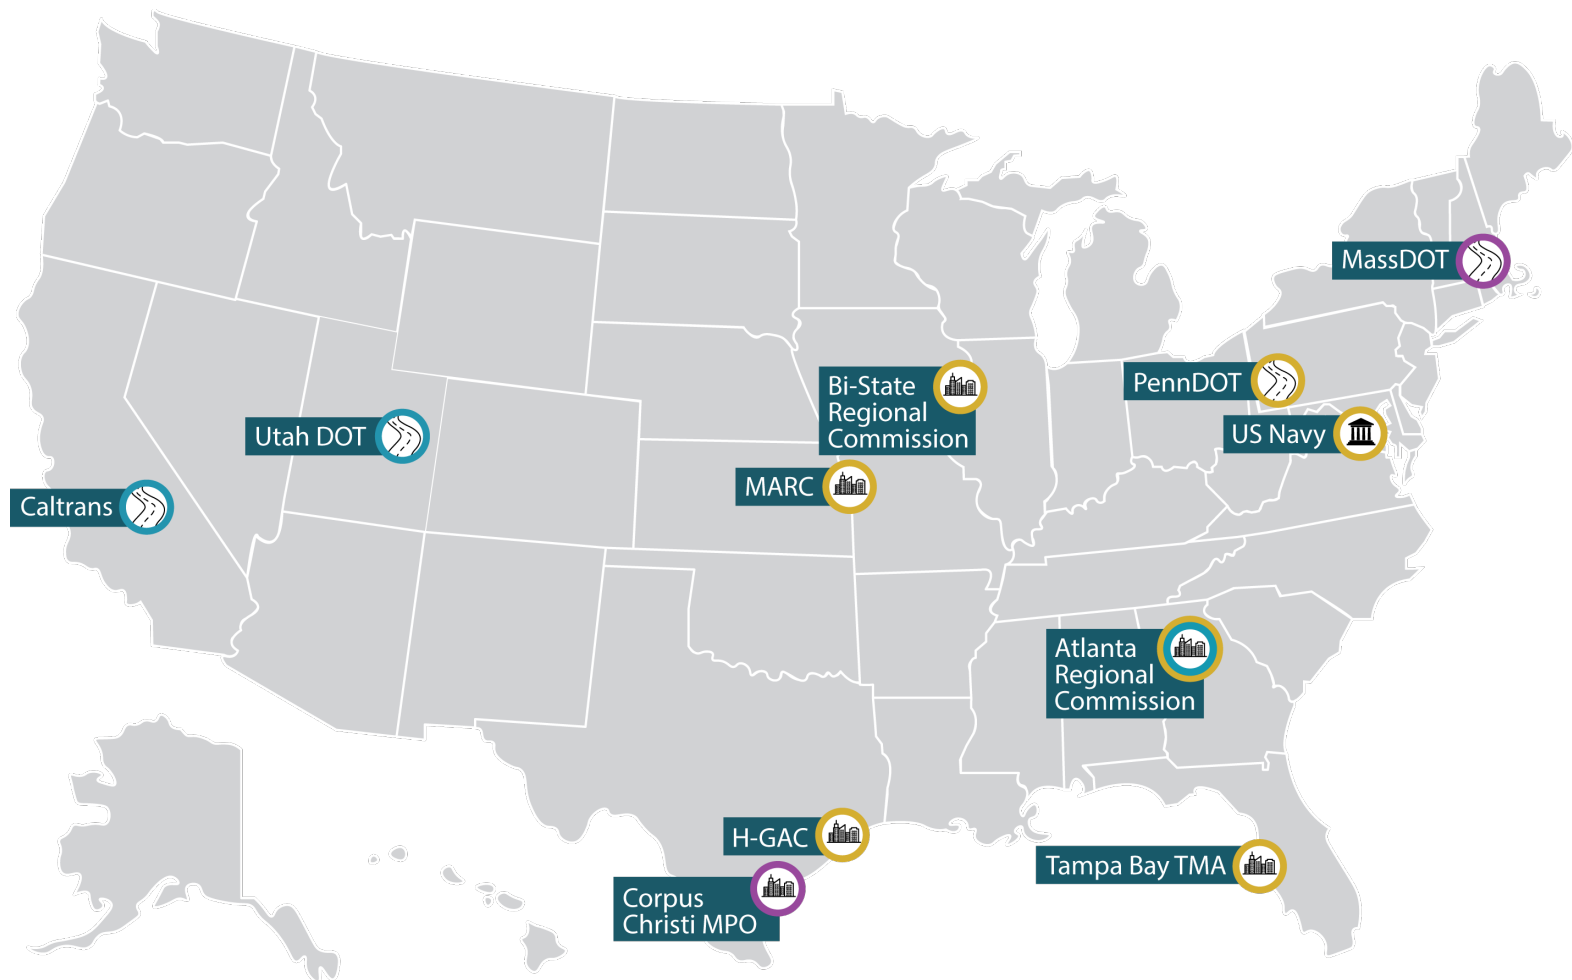 MassDOT
Bi-State
Regional
Commission
PennDOT
Utah DOT
US Navy
MARC
Caltrans
Atlanta
Regional
Commission
H-GAC
Tampa Bay TMA
Corpus
Christi MPO